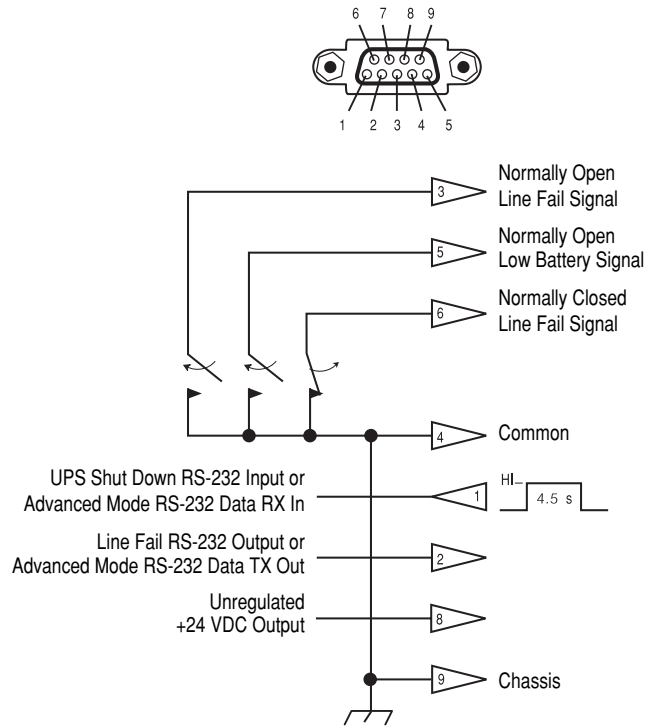 6 7 8 9
1 2 3 4 5
3
Normally Open
Line Fail Signal
5
Normally Open
Low Battery Signal
6
Normally Closed
Line Fail Signal
4
Common
UPS Shut Down RS-232 Input or
Advanced Mode RS-232 Data RX In
1
HI
4.5 s
Line Fail RS-232 Output or
Advanced Mode RS-232 Data TX Out
2
Unregulated
+24 VDC Output
8
9
Chassis